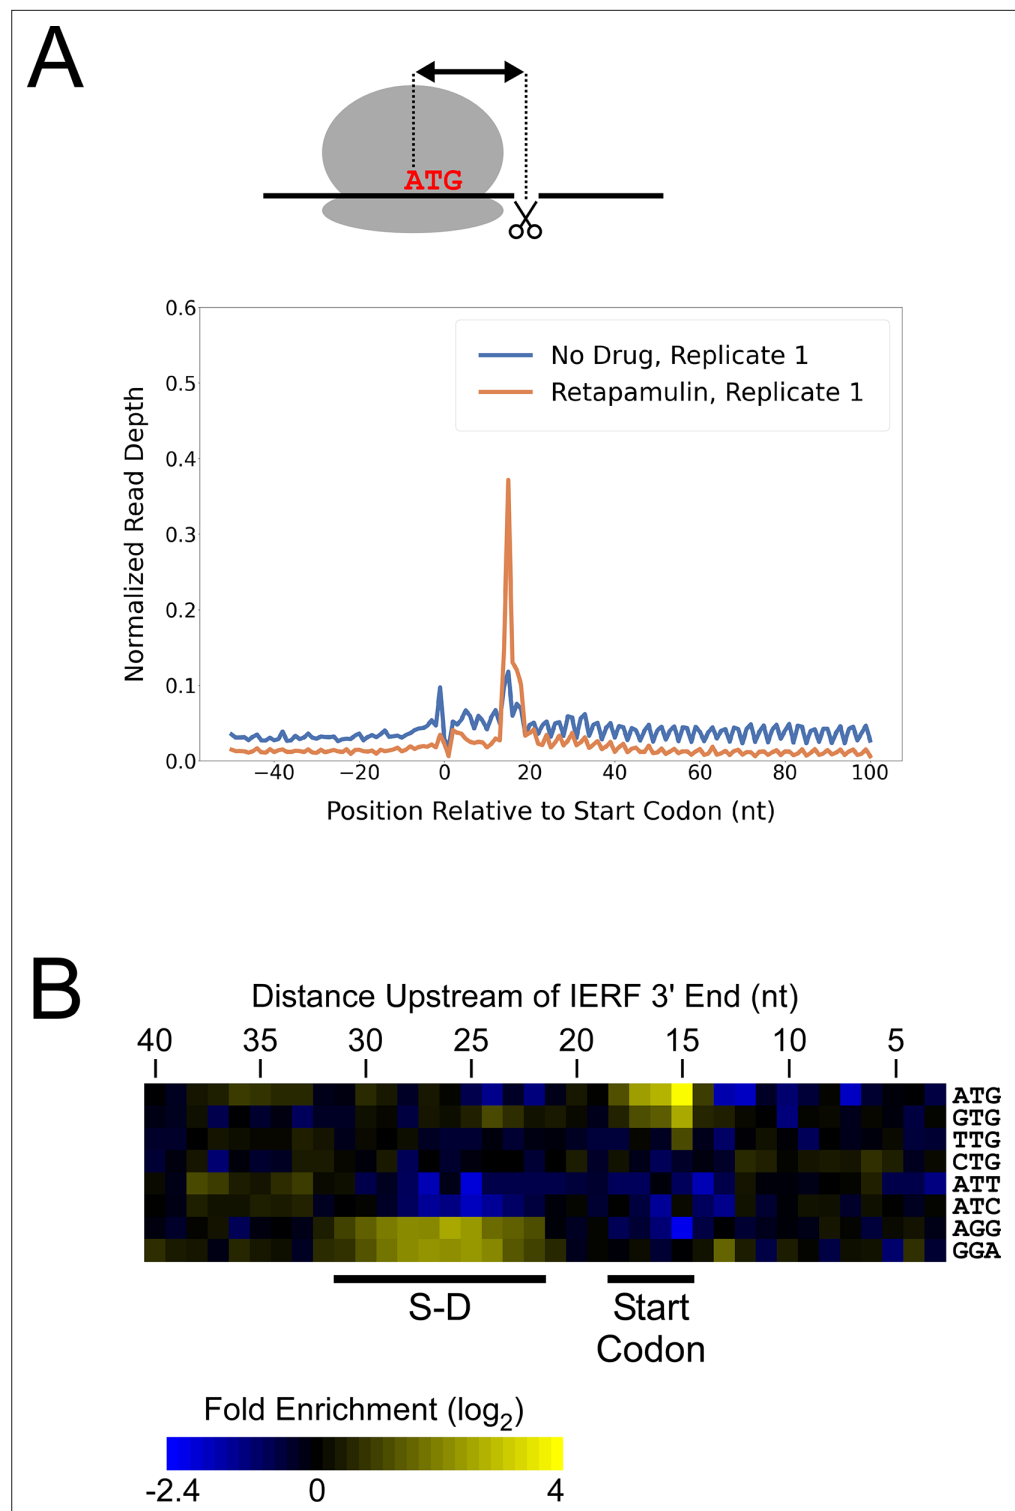 A
ATG
0.6
0.5
0.4
0.3
0.2
0.1
0.0
Normalized Read Depth
No Drug, Replicate 1
Retapamulin, Replicate 1
−40 −20 0 20 40 60 80 100
Position Relative to Start Codon (nt)
B
Distance Upstream of IERF 3' End (nt)
40 35 30 25 20 15 10 5
ATG
GTG
TTG
CTG
ATT
ATC
AGG
GGA
S-D
Start
Codon
Fold Enrichment (log2)
-2.4 0 4